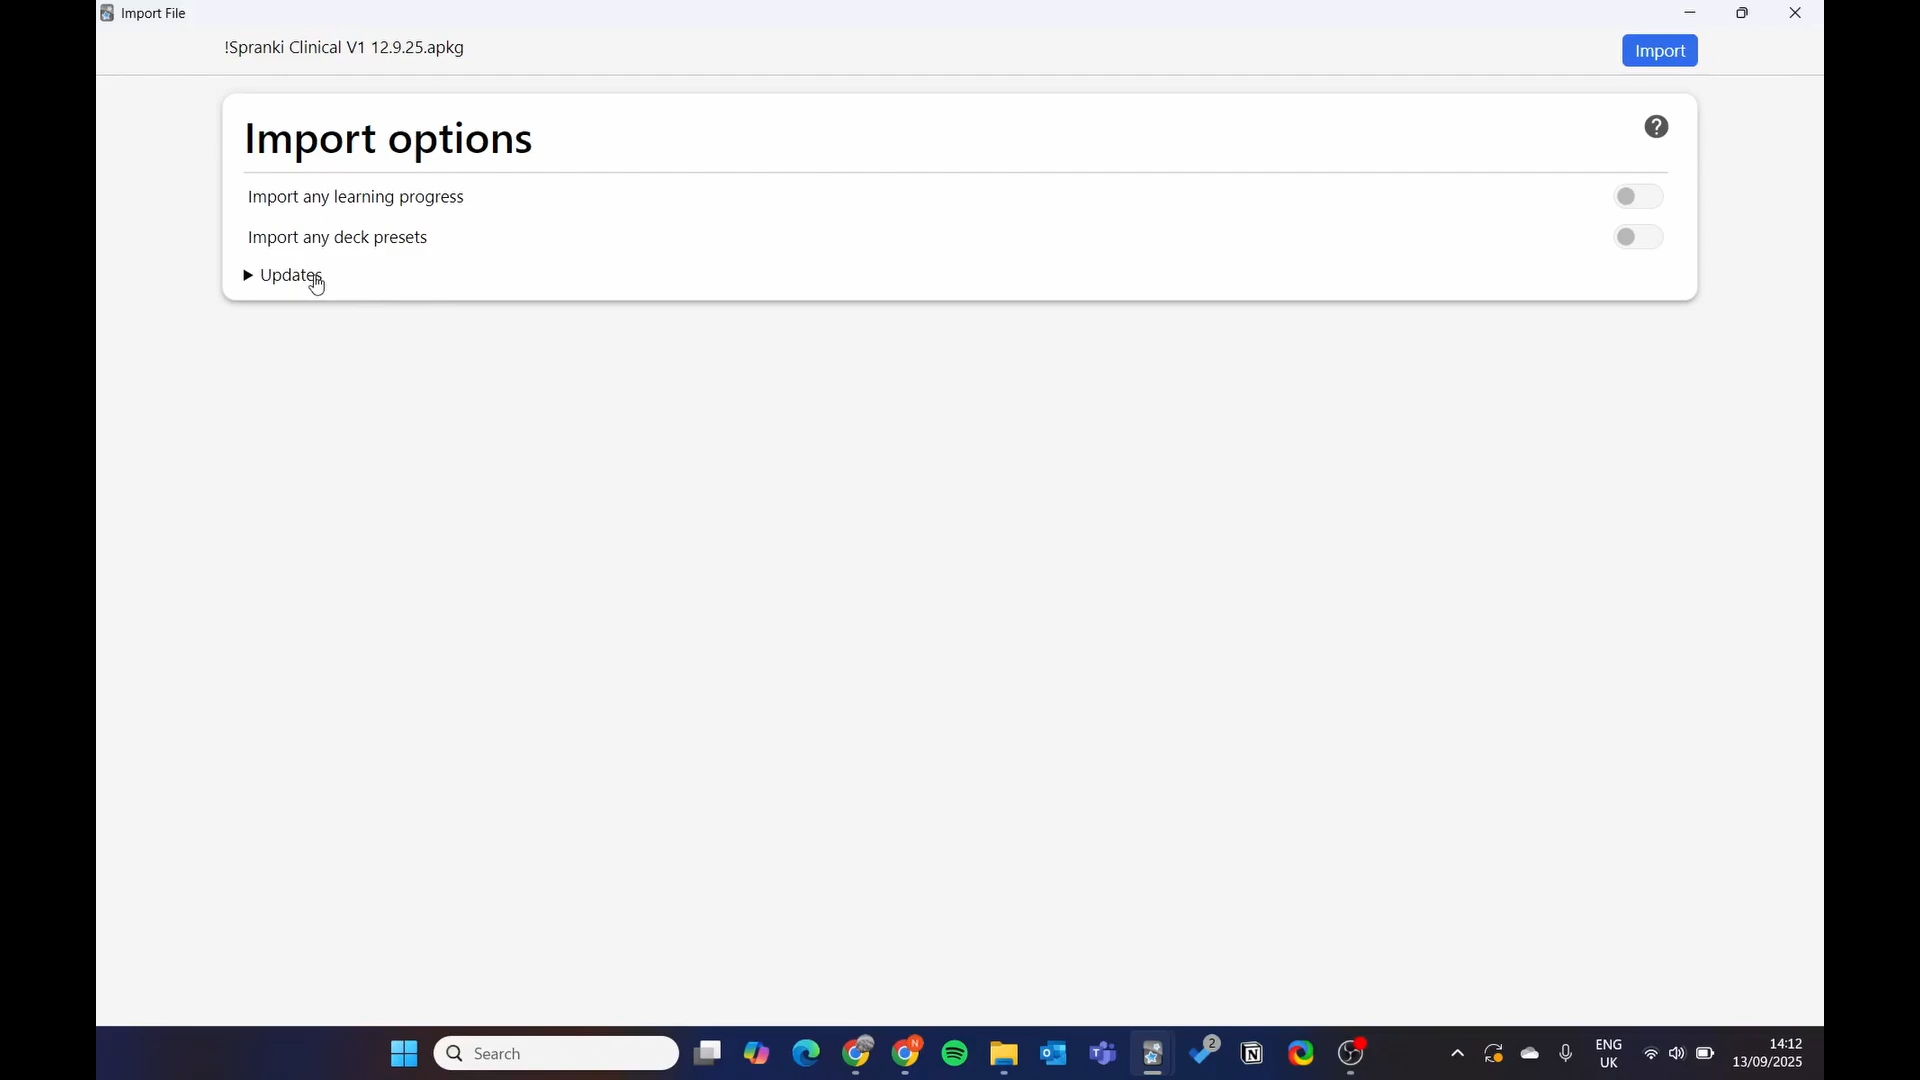 Import File
!Spranki Clinical V1 12.9.25.apkg
Import
Import options
?
Import any learning progress
Import any deck presets
Updates
Search
N
2
N
ENG
UK
14:12
13/09/2025